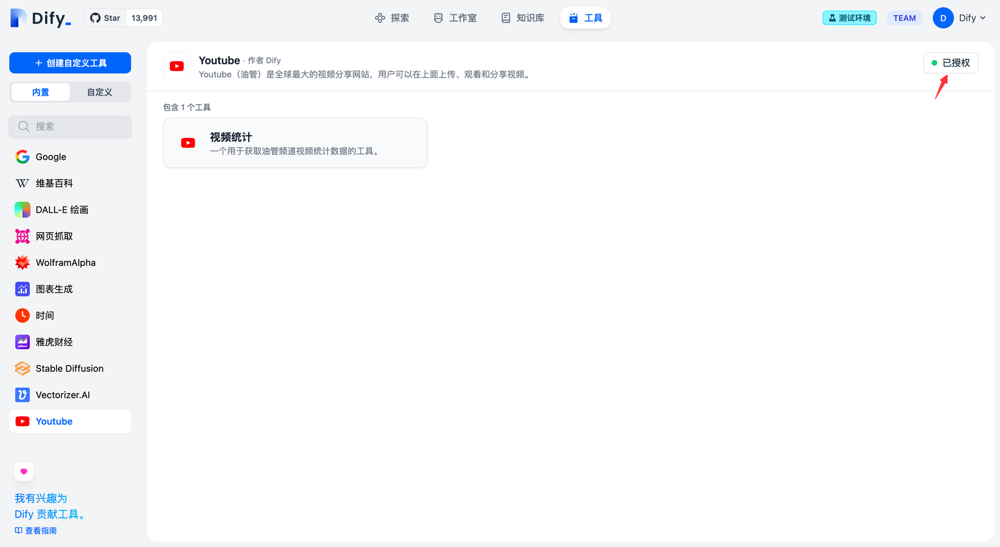 Dify_
Star 13,991
探索
工作室
知识库
工具
测试环境
TEAM
D
Dify
+ 创建自定义工具
内置
自定义
搜索
Google
维基百科
DALL-E 绘画
网页抓取
WolframAlpha
图表生成
时间
雅虎财经
Stable Diffusion
Vectorizer.AI
Youtube
我有兴趣为
Dify 贡献工具。
查看指南
Youtube · 作者 Dify
Youtube（油管）是全球最大的视频分享网站，用户可以在上面上传、观看和分享视频。
已授权
包含 1 个工具
视频统计
一个用于获取油管频道视频统计数据的工具。